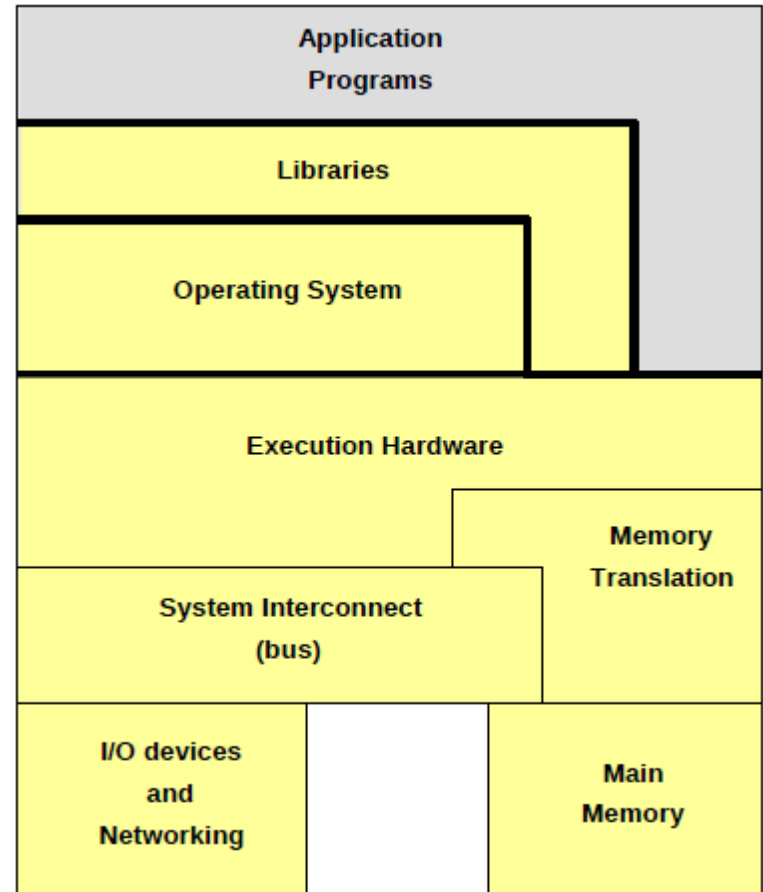 Application
Programs
Libraries
Operating System
Execution Hardware
Memory
Translation
System Interconnect
(bus)
I/O devices
and
Networking
Main
Memory